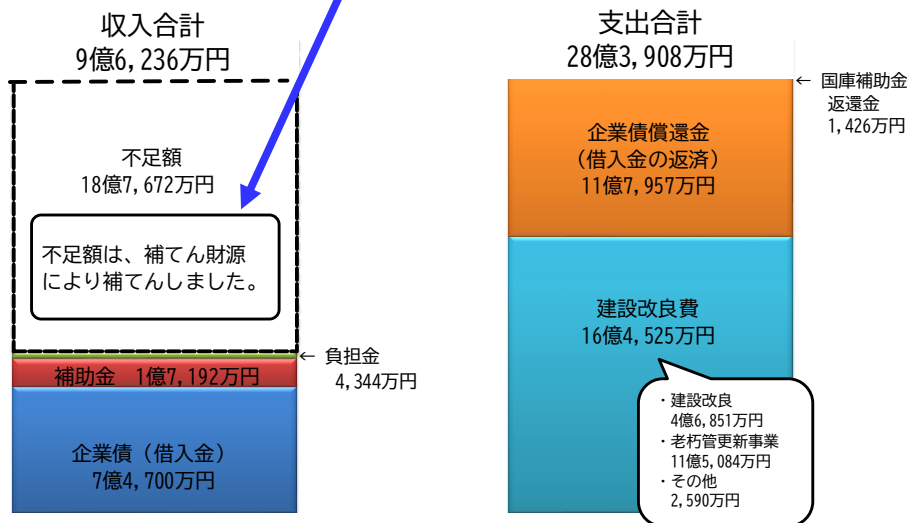 収入合計
9億6,236万円
不足額
18億7,672万円
不足額は、補てん財源
により補てんしました。
← 負担金
4,344万円
補助金 1億7,192万円
企業債（借入金）
7億4,700万円
支出合計
28億3,908万円
← 国庫補助金
返還金
1,426万円
企業債償還金
(借入金の返済)
11億7,957万円
建設改良費
16億4,525万円
・建設改良
4億6,851万円
・老朽管更新事業
11億5,084万円
・その他
2,590万円